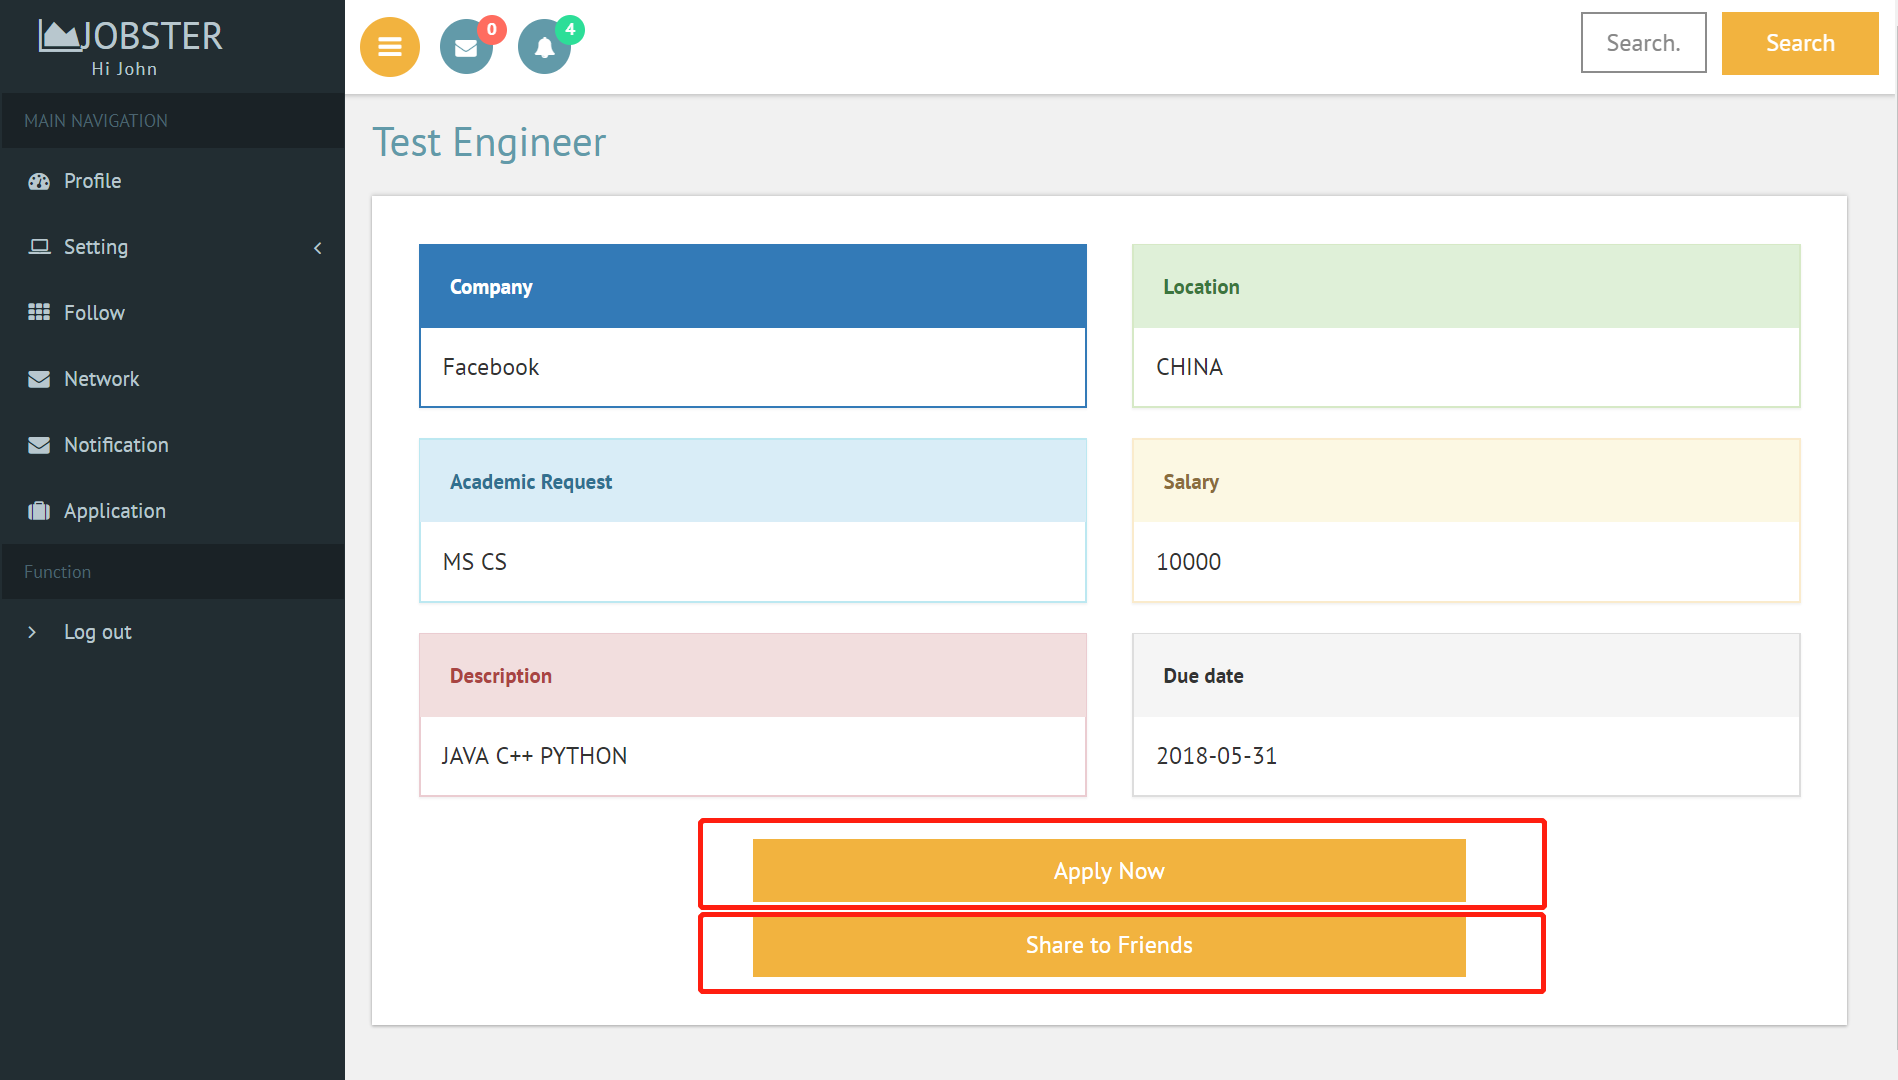 JOBSTER
Hi John
MAIN NAVIGATION
Profile
Setting
Follow
Network
Notification
Application
Function
Log out
0
4
Search.
Search
Test Engineer
Company
Facebook
Location
CHINA
Academic Request
MS CS
Salary
10000
Description
JAVA C++ PYTHON
Due date
2018-05-31
Apply Now
Share to Friends